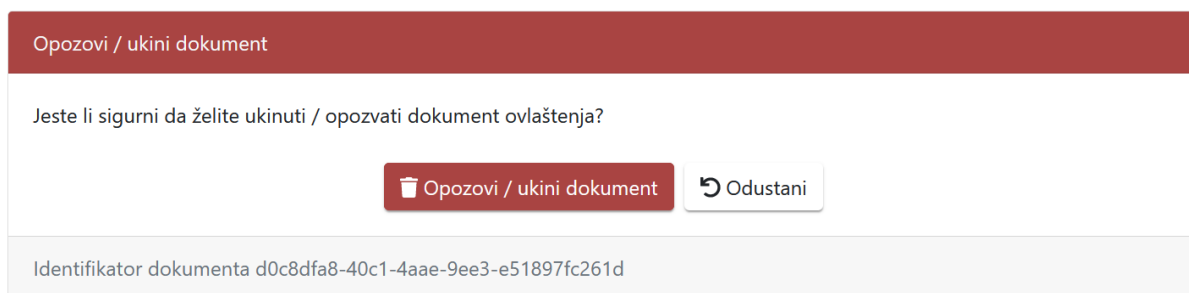 Opozovi / ukini dokument
Jeste li sigurni da želite ukinuti / opozvati dokument ovlaštenja?
Opozovi / ukini dokument Odustani
Identifikator dokumenta d0c8dfa8-40c1-4aae-9ee3-e51897fc261d